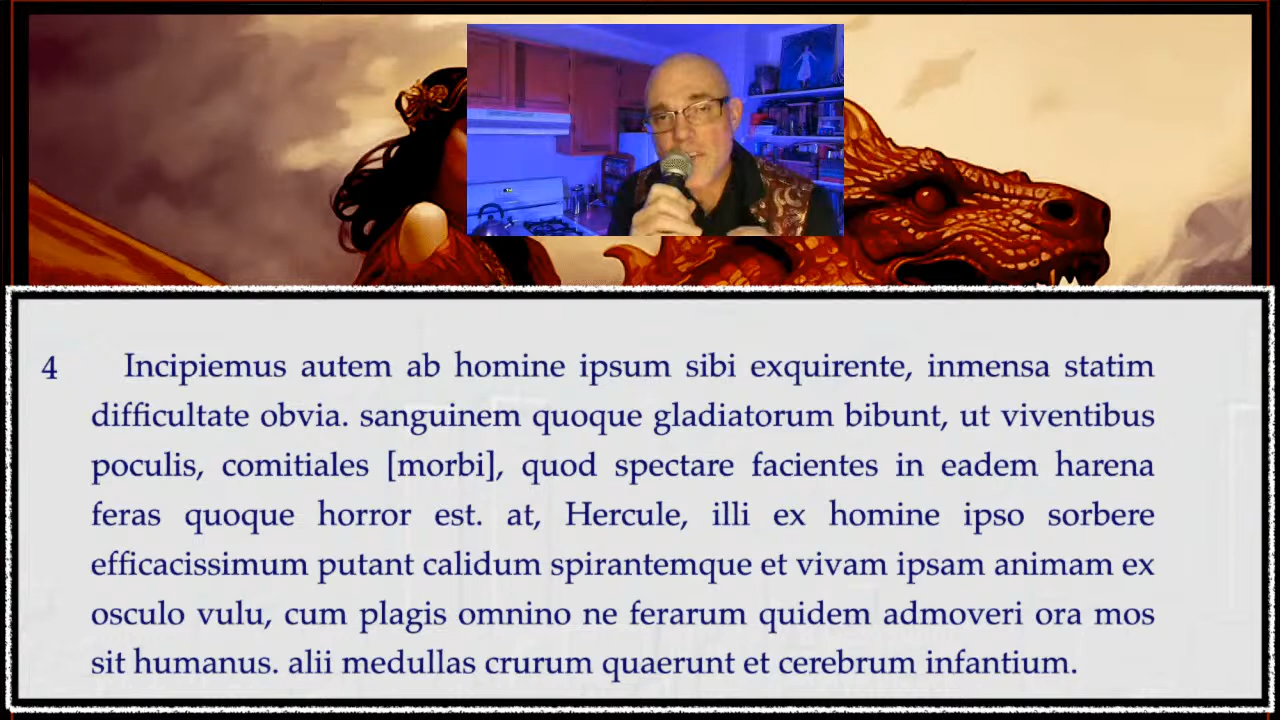 4 Incipiemus autem ab homine ipsum sibi exquirente, inmensa statim
difficultate obvia. sanguinem quoque gladiatorum bibunt, ut viventibus
poculis, comitiales [morbi], quod spectare facientes in eadem harena
feras quoque horror est. at, Hercule, illi ex homine ipso sorbere
efficacissimum putant calidum spirantemque et vivam ipsam animam ex
osculo vulu, cum plagis omnino ne ferarum quidem admoveri ora mos
sit humanus. alii medullas crurum quaerunt et cerebrum infantium.